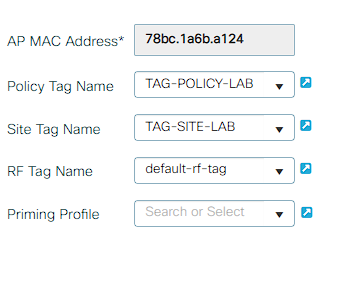 AP MAC Address* 78bc.1a6b.a124
Policy Tag Name TAG-POLICY-LAB
Site Tag Name TAG-SITE-LAB
RF Tag Name default-rf-tag
Priming Profile Search or Select